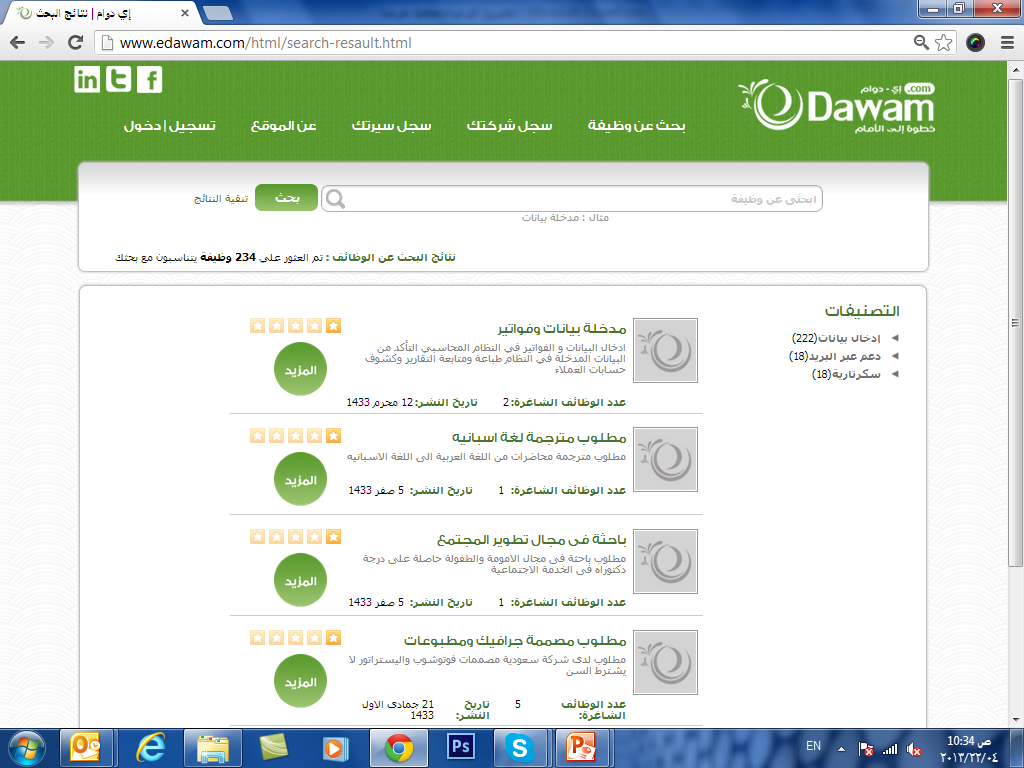 إي دوام | نتائج البحث
www.edawam.com/html/search-resault.html
إي - دوام .com
Dawam
خطوة إلى الأمام
in t f
بحث عن وظيفة
سجل شركتك
سجل سيرتك
عن الموقع
تسجيل | دخول
ابحثى عن وظيفة
بحث
تنقية النتائج
مثال : مدخلة بيانات
نتائج البحث عن الوظائف : تم العثور على 234 وظيفة يتناسبون مع بحثك
التصنيفات
إدخال بيانات(222)
دعم عبر البريد(18)
سكرتارية(18)
مدخلة بيانات وفواتير
ادخال البيانات و الفواتير في النظام المحاسبي التأكد من
البيانات المدخلة في النظام طباعة ومتابعة التقارير وكشوف
حسابات العملاء
عدد الوظائف الشاغرة: 2 تاريخ النشر: 12 محرم 1433
المزيد
مطلوب مترجمة لغة اسبانيه
مطلوب مترجمة محاضرات من اللغة العربية الى اللغة الاسبانيه
عدد الوظائف الشاغرة: 1 تاريخ النشر: 5 صفر 1433
المزيد
باحثة فى مجال تطوير المجتمع
مطلوب باحثة فى مجال الامومة والطفولة حاصلة على درجة
دكتوراه فى الخدمة الاجتماعية
عدد الوظائف الشاغرة: 1 تاريخ النشر: 5 صفر 1433
المزيد
مطلوب مصممة جرافيك ومطبوعات
مطلوب لدى شركة سعودية مصممات فوتوشوب واليستراتور لا
يشترط السن
عدد الوظائف 5 تاريخ 21 جمادى الاول
الشاغرة: النشر: 1433
المزيد
Ps
EN
10:34 ص